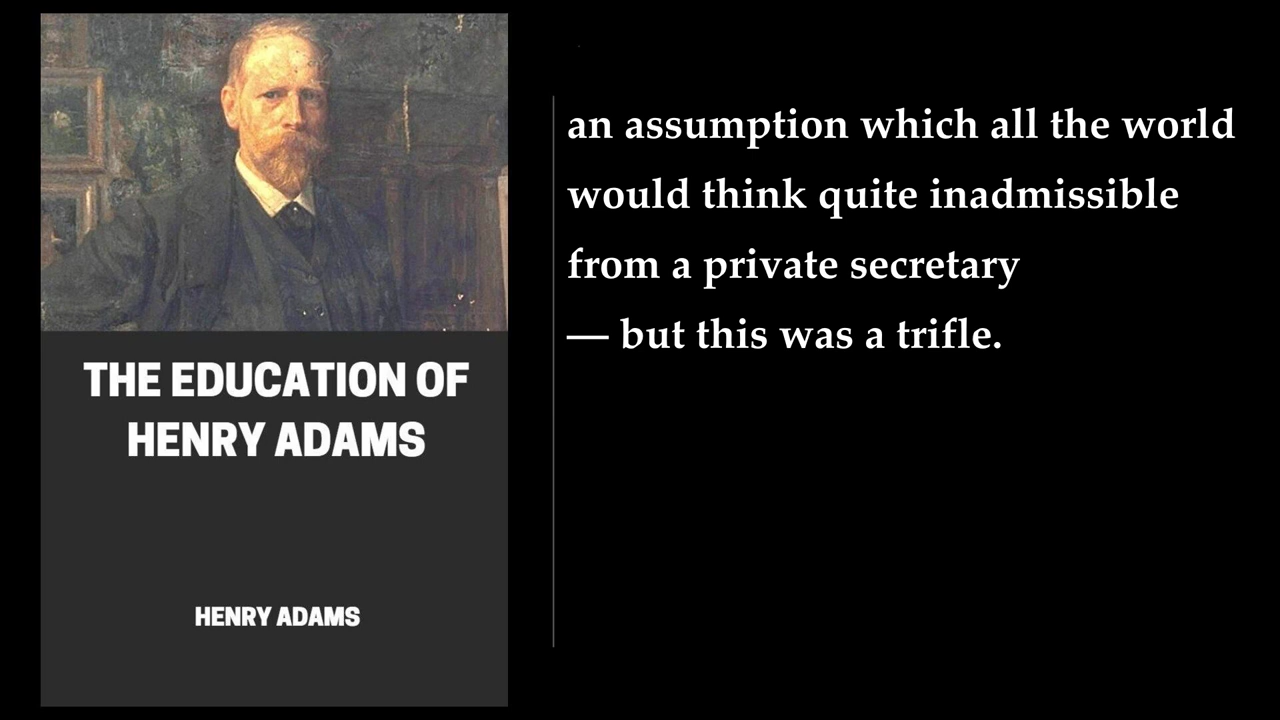 THE EDUCATION OF
HENRY ADAMS
HENRY ADAMS
an assumption which all the world
would think quite inadmissible
from a private secretary
— but this was a trifle.